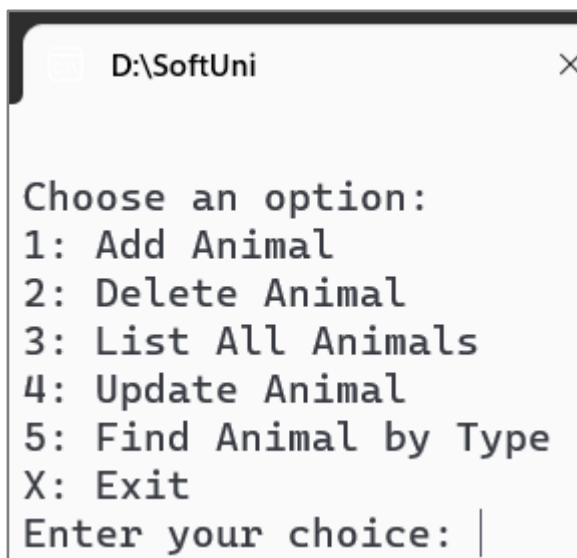 D:\SoftUni
Choose an option:
1: Add Animal
2: Delete Animal
3: List All Animals
4: Update Animal
5: Find Animal by Type
X: Exit
Enter your choice: